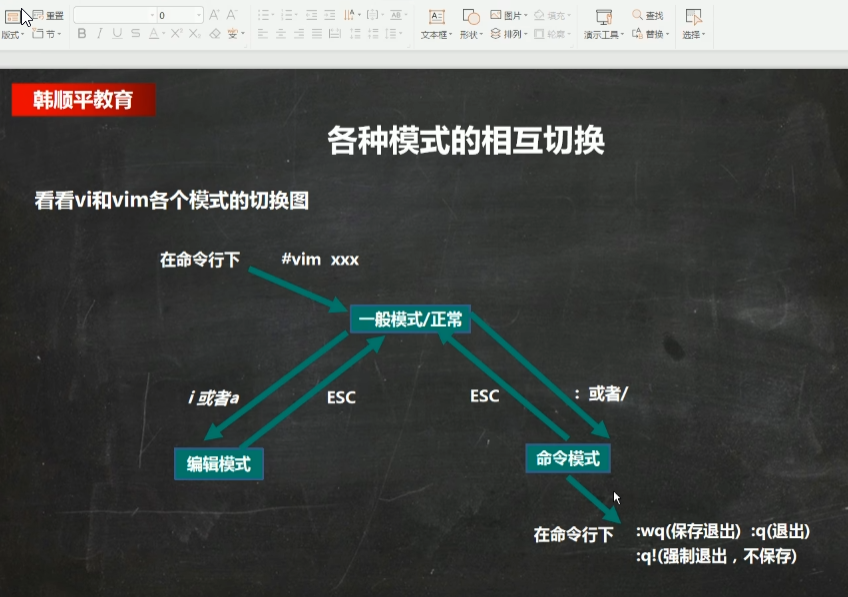 重置
0
版式
节
B I U S A X² X₂
文本框
形状
图片
排列
填充
轮廓
演示工具
查找
替换
选择
韩顺平教育
各种模式的相互切换
看看vi和vim各个模式的切换图
在命令行下 #vim xxx
一般模式/正常
i 或者a ESC ESC : 或者/
编辑模式 命令模式
在命令行下 :wq(保存退出) :q(退出)
:q!(强制退出，不保存)